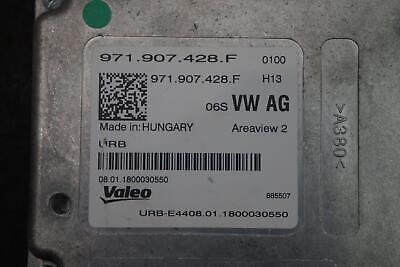 971.907.428.F 0100
971.907.428.F H13
06S VW AG
Made in: HUNGARY Areaview 2
URB
08.01.1800030550
Valeo 885507
URB-E4408.01.1800030550
>A380<